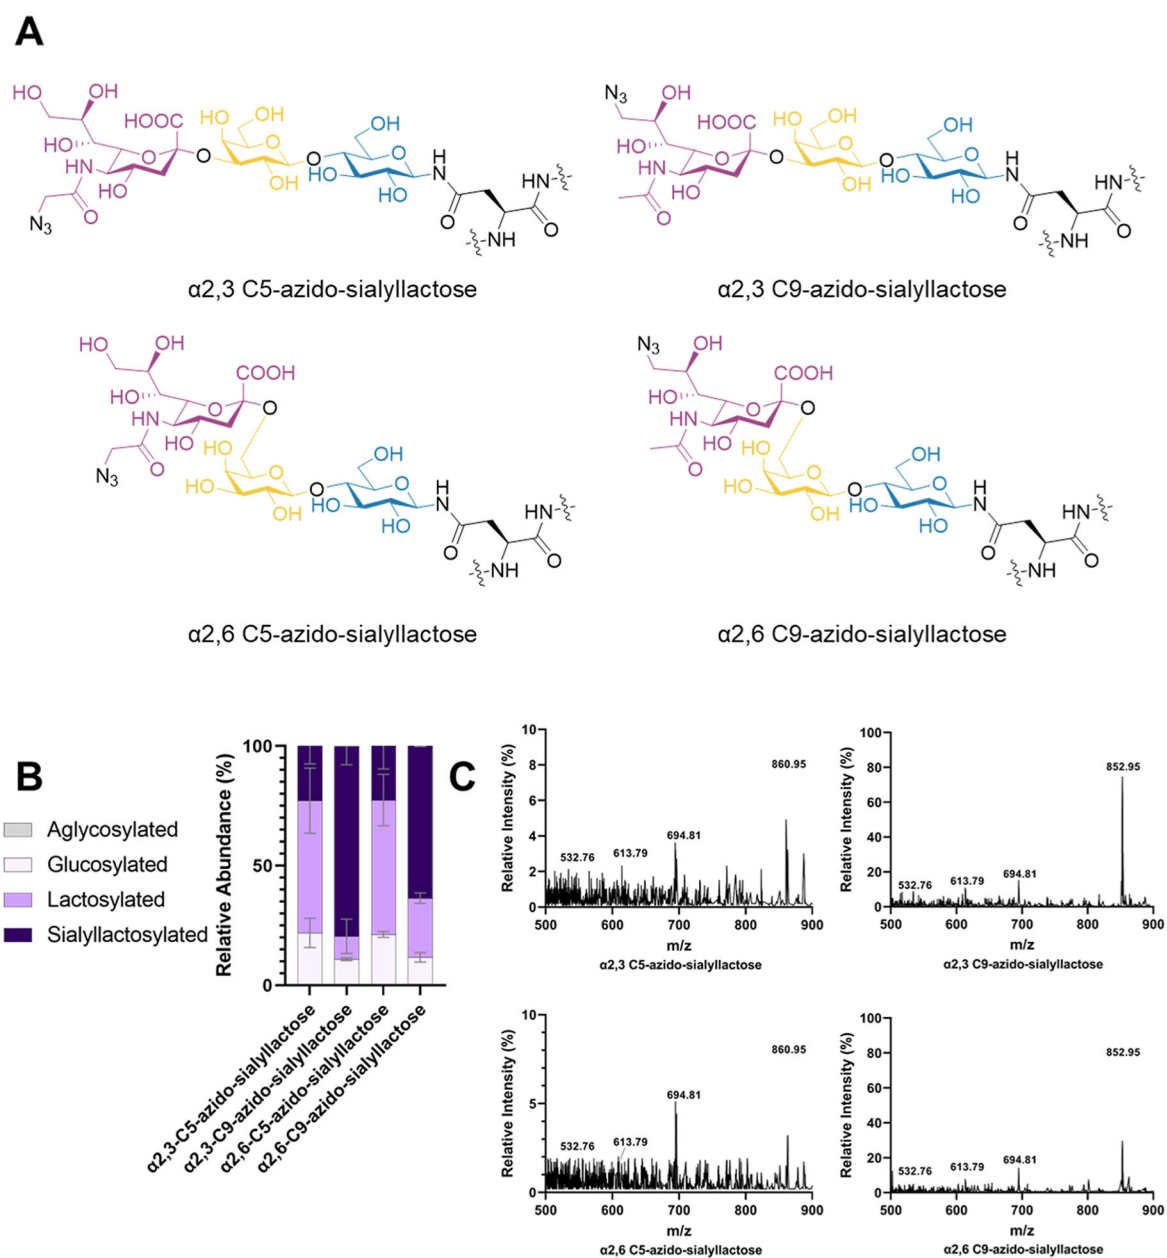 A
HO OH HOOC HO OH OH
HO O O O O O H
HN HO OH HO OH N HN
N3 O O NH O
α2,3 C5-azido-sialyllactose
N3 OH HOOC HO OH OH
HO O O O O O H
HN HO OH HO OH N HN
O O NH O
α2,3 C9-azido-sialyllactose
HO OH COOH
HO O O
HN HO HO OH
N3 O HO O O O H
OH HO OH N HN
O NH O
α2,6 C5-azido-sialyllactose
N3 OH COOH
HO O O
HN HO HO OH
O HO O O O H
OH HO OH N HN
O NH O
α2,6 C9-azido-sialyllactose
B
Aglycosylated
Glucosylated
Lactosylated
Sialyllactosylated
Relative Abundance (%)
100
50
0
α2,3-C5-azido-sialyllactose
α2,3-C9-azido-sialyllactose
α2,6-C5-azido-sialyllactose
α2,6-C9-azido-sialyllactose
C
Relative Intensity (%)
10
8
6
4
2
0
860.95
694.81
613.79
532.76
500 600 700 800 900
m/z
α2,3 C5-azido-sialyllactose
Relative Intensity (%)
100
80
60
40
20
0
852.95
694.81
613.79
532.76
500 600 700 800 900
m/z
α2,3 C9-azido-sialyllactose
Relative Intensity (%)
10
5
0
860.95
694.81
613.79
532.76
500 600 700 800 900
m/z
α2,6 C5-azido-sialyllactose
Relative Intensity (%)
100
80
60
40
20
0
852.95
694.81
613.79
532.76
500 600 700 800 900
m/z
α2,6 C9-azido-sialyllactose